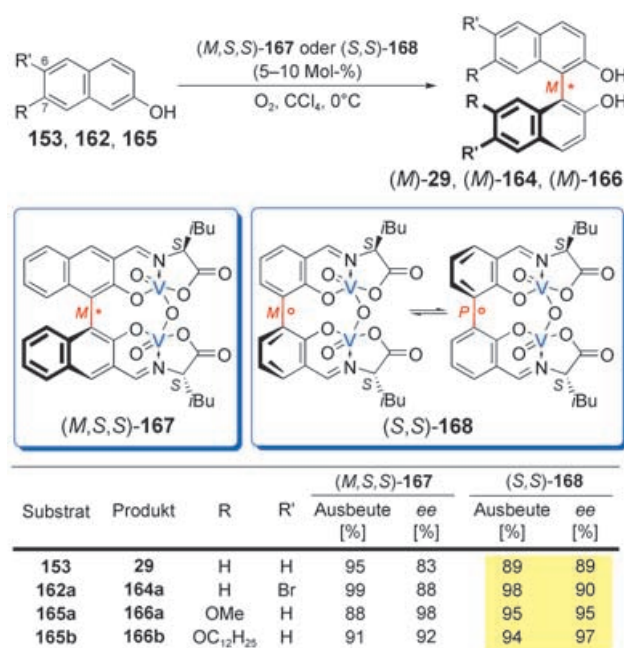 R'
6
R
7
OH
153, 162, 165
(M,S,S)-167 oder (S,S)-168
(5–10 Mol-%)
O₂, CCl₄, 0°C
R'
R
OH
M *
R
OH
R'
(M)-29, (M)-164, (M)-166
iBu
S
N
O
O
V
O
O
O
M *
O
V
O
O
O
N
S
iBu
(M,S,S)-167
iBu
S
N
O
O
V
O
O
O
M °
O
V
O
O
O
N
S
iBu
iBu
S
N
O
O
V
O
O
O
P °
O
V
O
O
O
N
S
iBu
(S,S)-168
(M,S,S)-167 (S,S)-168
Substrat Produkt R R' Ausbeute ee Ausbeute ee
[%] [%] [%] [%]
153 29 H H 95 83 89 89
162a 164a H Br 99 88 98 90
165a 166a OMe H 88 98 95 95
165b 166b OC₁₂H₂₅ H 91 92 94 97